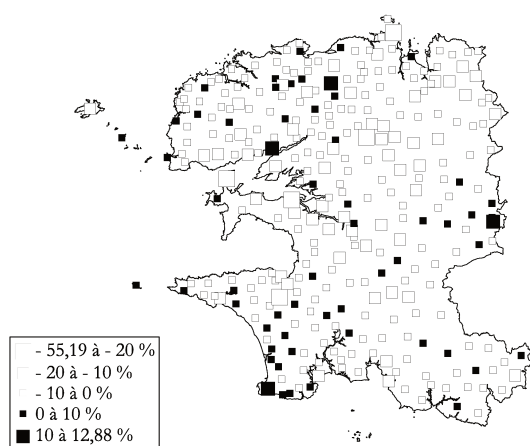 - 55,19 à - 20 %
- 20 à - 10 %
- 10 à 0 %
0 à 10 %
10 à 12,88 %